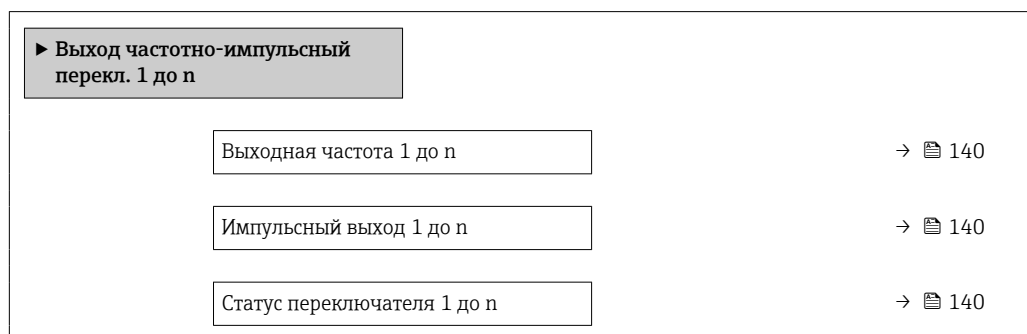 ▶ Выход частотно-импульсный
перекл. 1 до n
Выходная частота 1 до n → 140
Импульсный выход 1 до n → 140
Статус переключателя 1 до n → 140